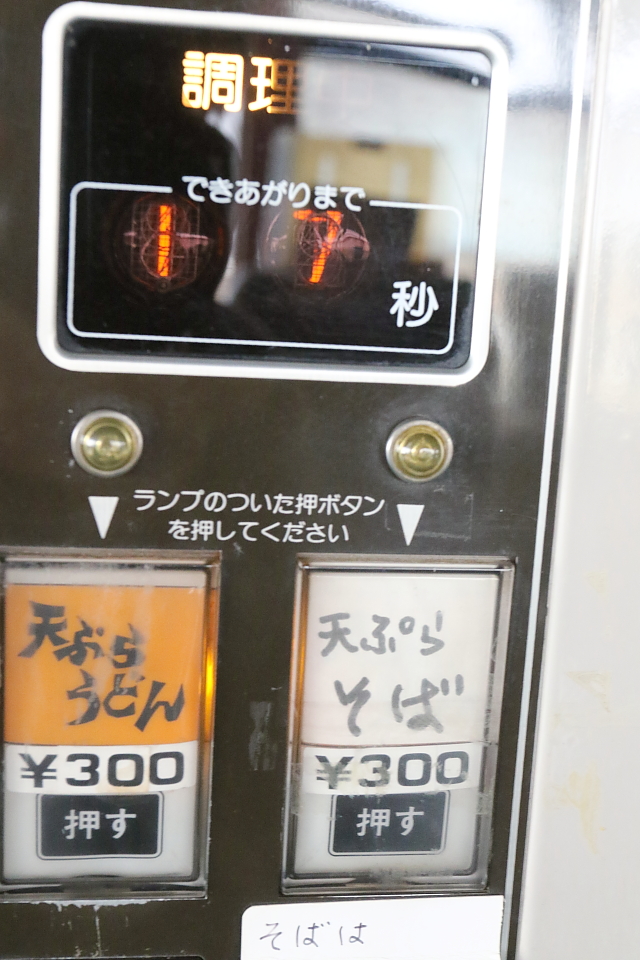 調理
できあがりまで
1 7
秒
ランプのついた押ボタン
を押してください
天ぷら
うどん
¥300
押す
天ぷら
そば
¥300
押す
そばは